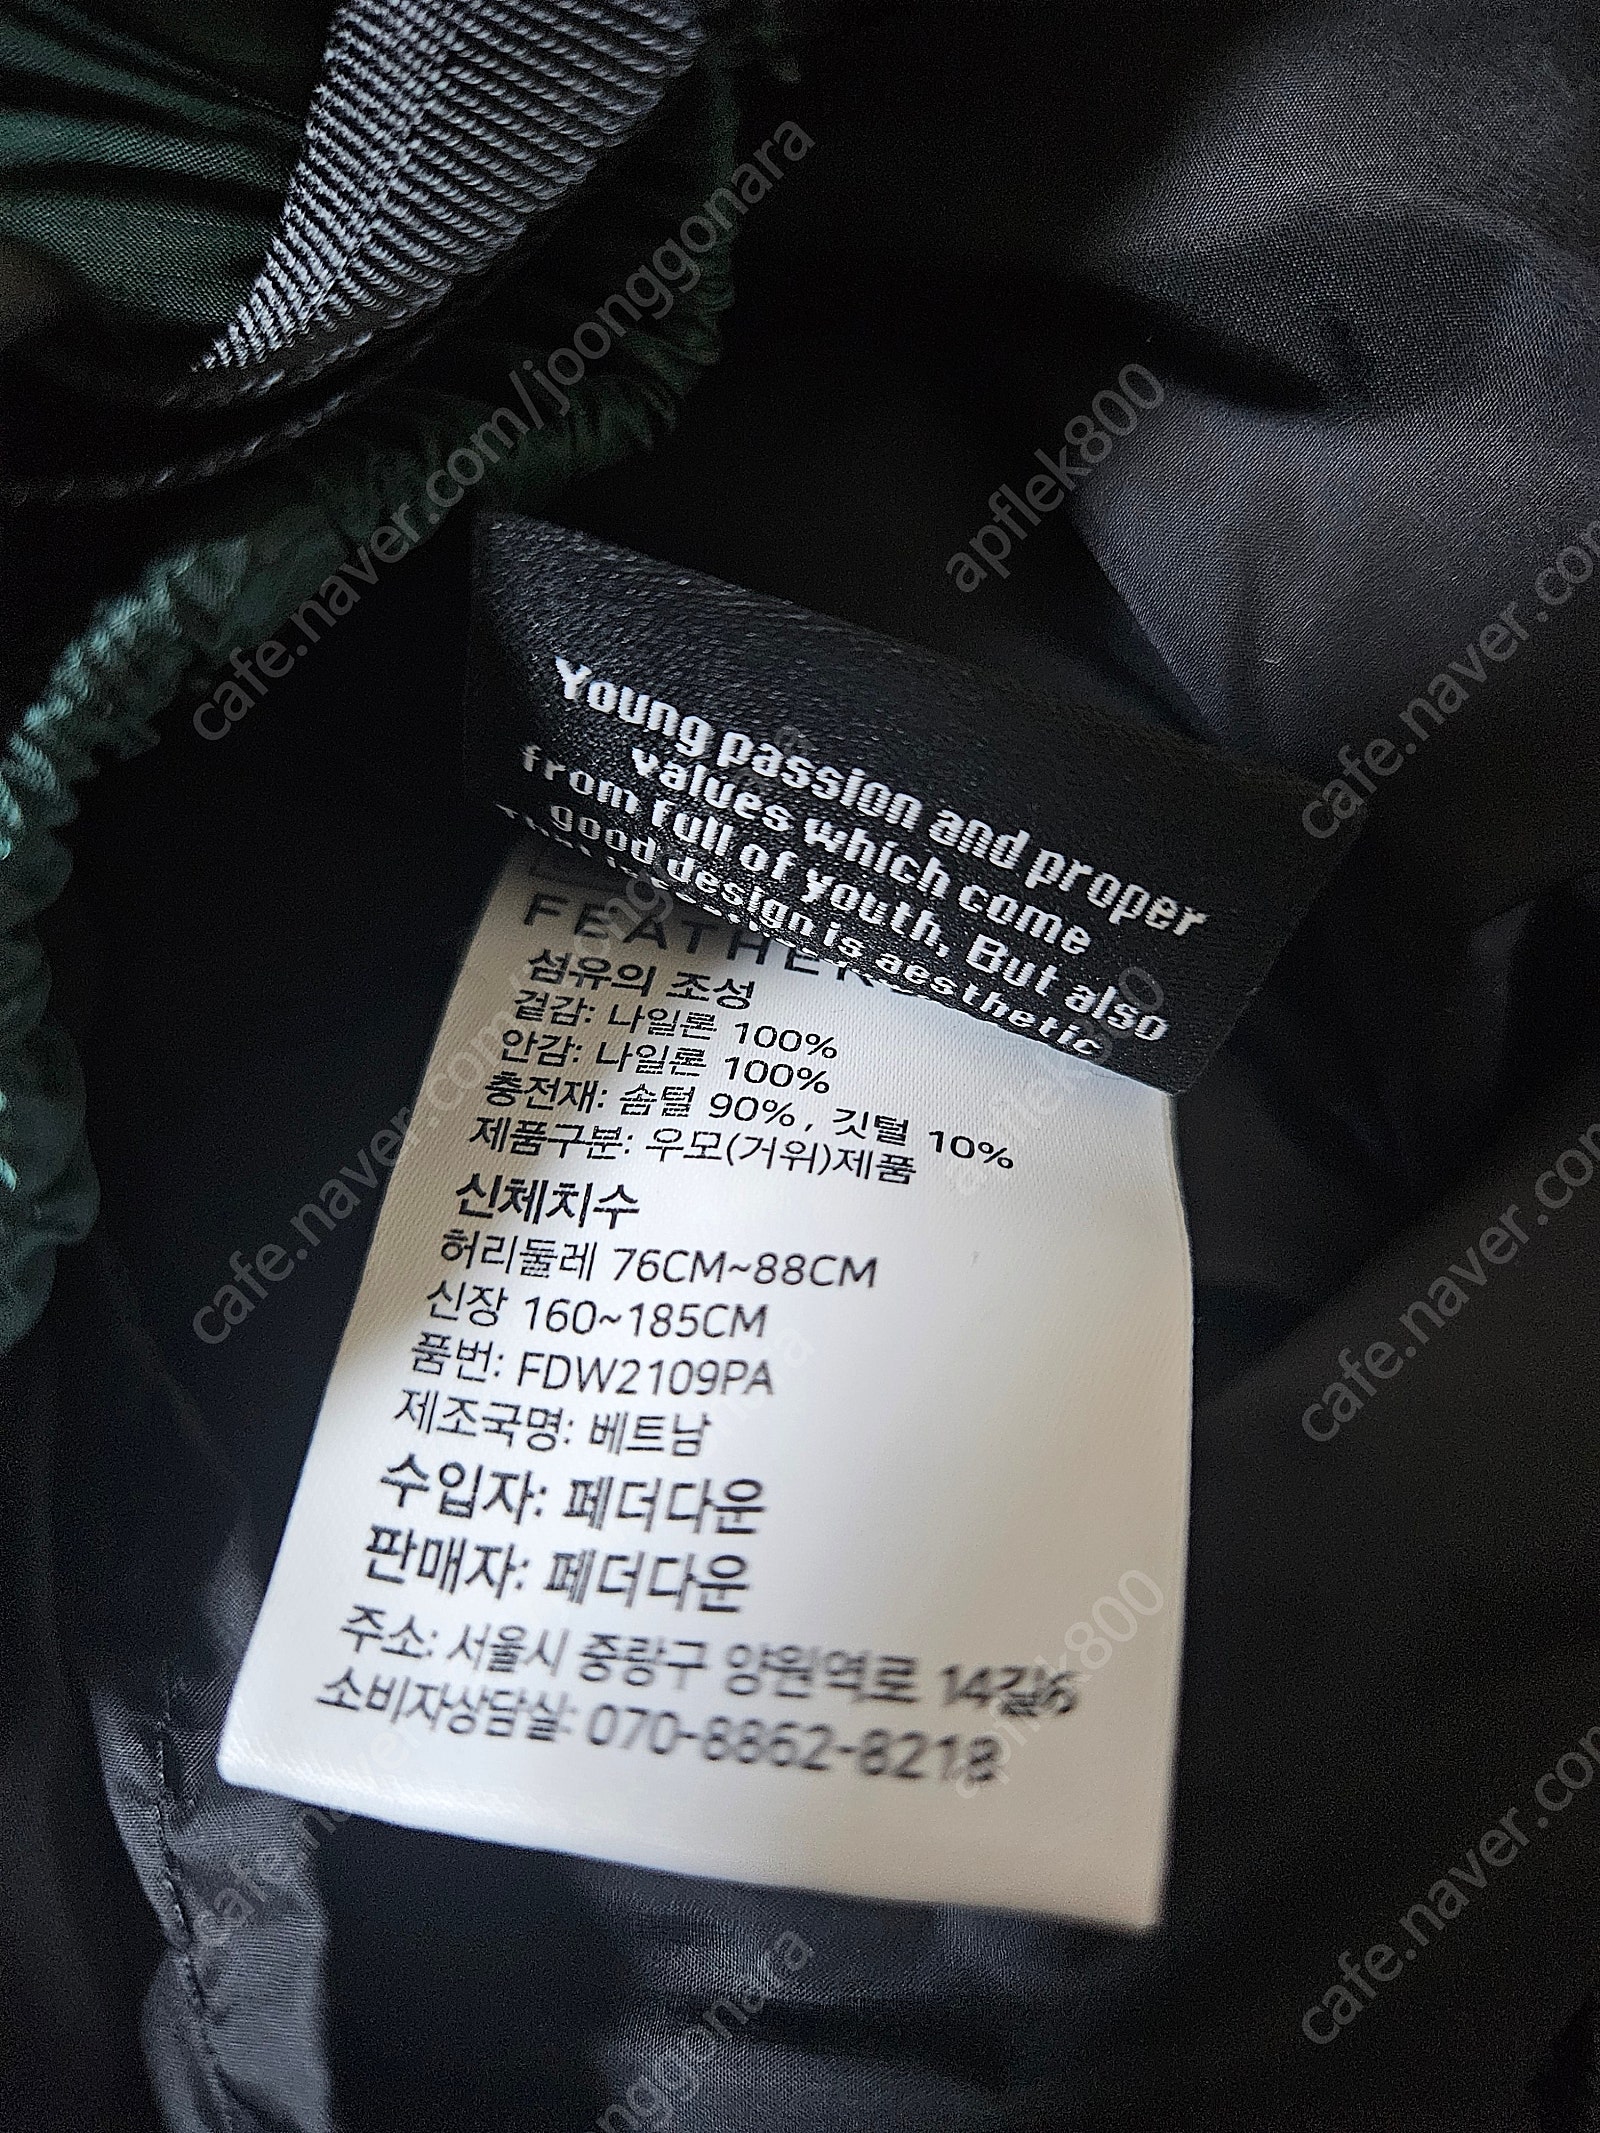 Young passion and proper
values which come
from full of youth. But also
good design is aesthetic
FEATHER
섬유의 조성
겉감: 나일론 100%
안감: 나일론 100%
충전재: 솜털 90%, 깃털 10%
제품구분: 우모(거위)제품
신체치수
허리둘레 76CM~88CM
신장 160~185CM
품번: FDW2109PA
제조국명: 베트남
수입자: 페더다운
판매자: 페더다운
주소: 서울시 중랑구 양원역로 14길6
소비자상담실: 070-8862-8218
cafe.naver.com/joonggonara
apflek800